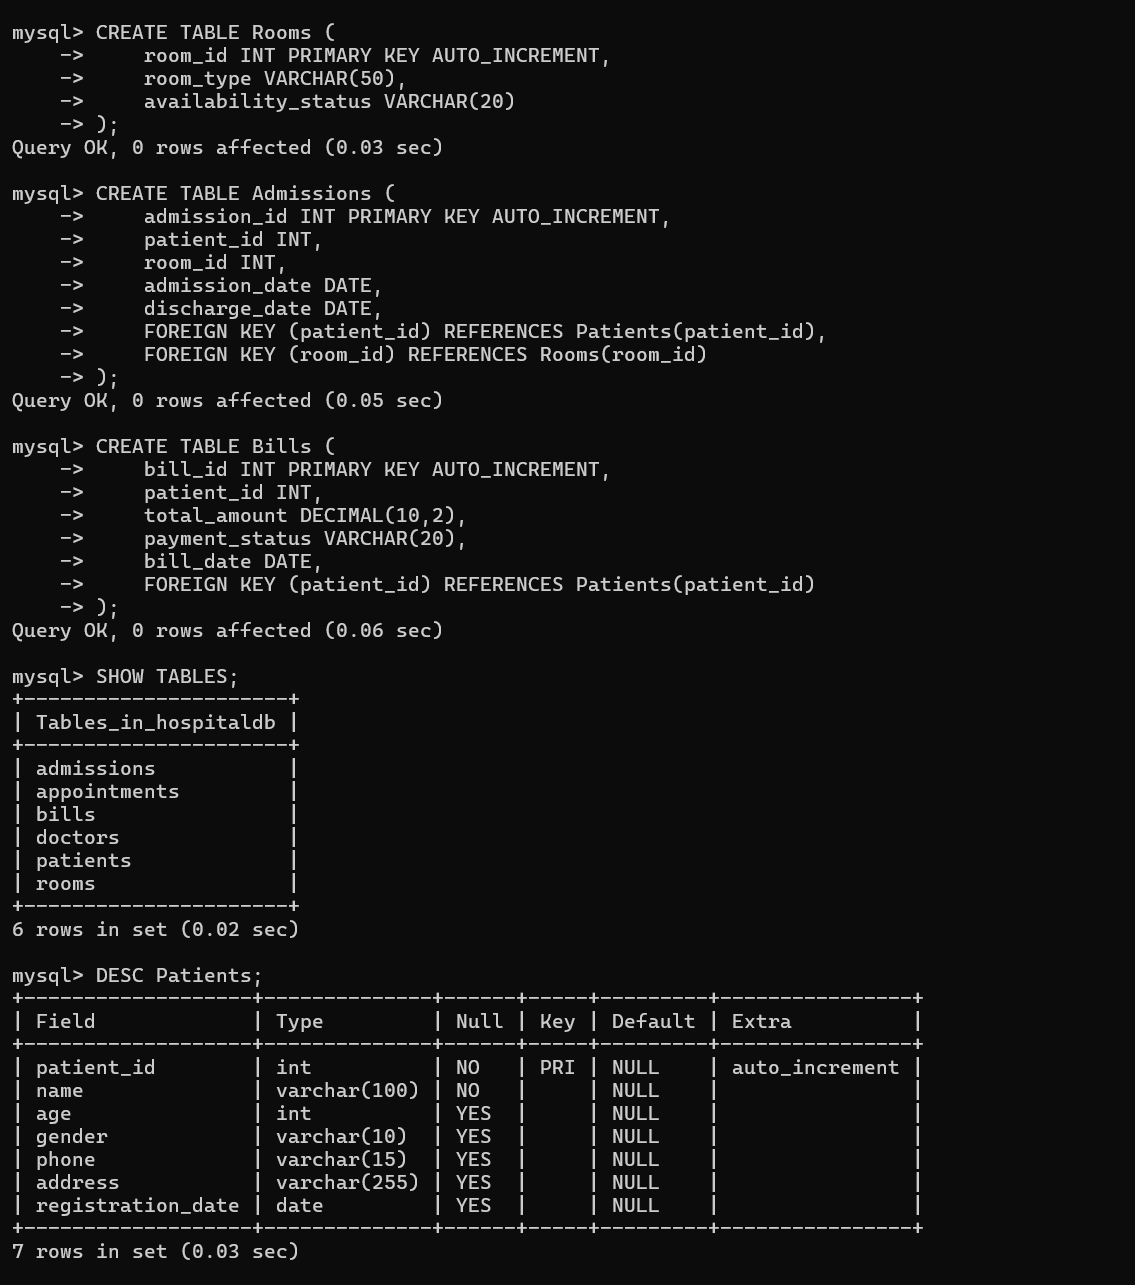 mysql> CREATE TABLE Rooms (
    ->     room_id INT PRIMARY KEY AUTO_INCREMENT,
    ->     room_type VARCHAR(50),
    ->     availability_status VARCHAR(20)
    -> );
Query OK, 0 rows affected (0.03 sec)

mysql> CREATE TABLE Admissions (
    ->     admission_id INT PRIMARY KEY AUTO_INCREMENT,
    ->     patient_id INT,
    ->     room_id INT,
    ->     admission_date DATE,
    ->     discharge_date DATE,
    ->     FOREIGN KEY (patient_id) REFERENCES Patients(patient_id),
    ->     FOREIGN KEY (room_id) REFERENCES Rooms(room_id)
    -> );
Query OK, 0 rows affected (0.05 sec)

mysql> CREATE TABLE Bills (
    ->     bill_id INT PRIMARY KEY AUTO_INCREMENT,
    ->     patient_id INT,
    ->     total_amount DECIMAL(10,2),
    ->     payment_status VARCHAR(20),
    ->     bill_date DATE,
    ->     FOREIGN KEY (patient_id) REFERENCES Patients(patient_id)
    -> );
Query OK, 0 rows affected (0.06 sec)

mysql> SHOW TABLES;
+----------------------+
| Tables_in_hospitaldb |
+----------------------+
| admissions           |
| appointments         |
| bills                |
| doctors              |
| patients             |
| rooms                |
+----------------------+
6 rows in set (0.02 sec)

mysql> DESC Patients;
+-------------------+--------------+------+-----+---------+----------------+
| Field             | Type         | Null | Key | Default | Extra          |
+-------------------+--------------+------+-----+---------+----------------+
| patient_id        | int          | NO   | PRI | NULL    | auto_increment |
| name              | varchar(100) | NO   |     | NULL    |                |
| age               | int          | YES  |     | NULL    |                |
| gender            | varchar(10)  | YES  |     | NULL    |                |
| phone             | varchar(15)  | YES  |     | NULL    |                |
| address           | varchar(255) | YES  |     | NULL    |                |
| registration_date | date         | YES  |     | NULL    |                |
+-------------------+--------------+------+-----+---------+----------------+
7 rows in set (0.03 sec)